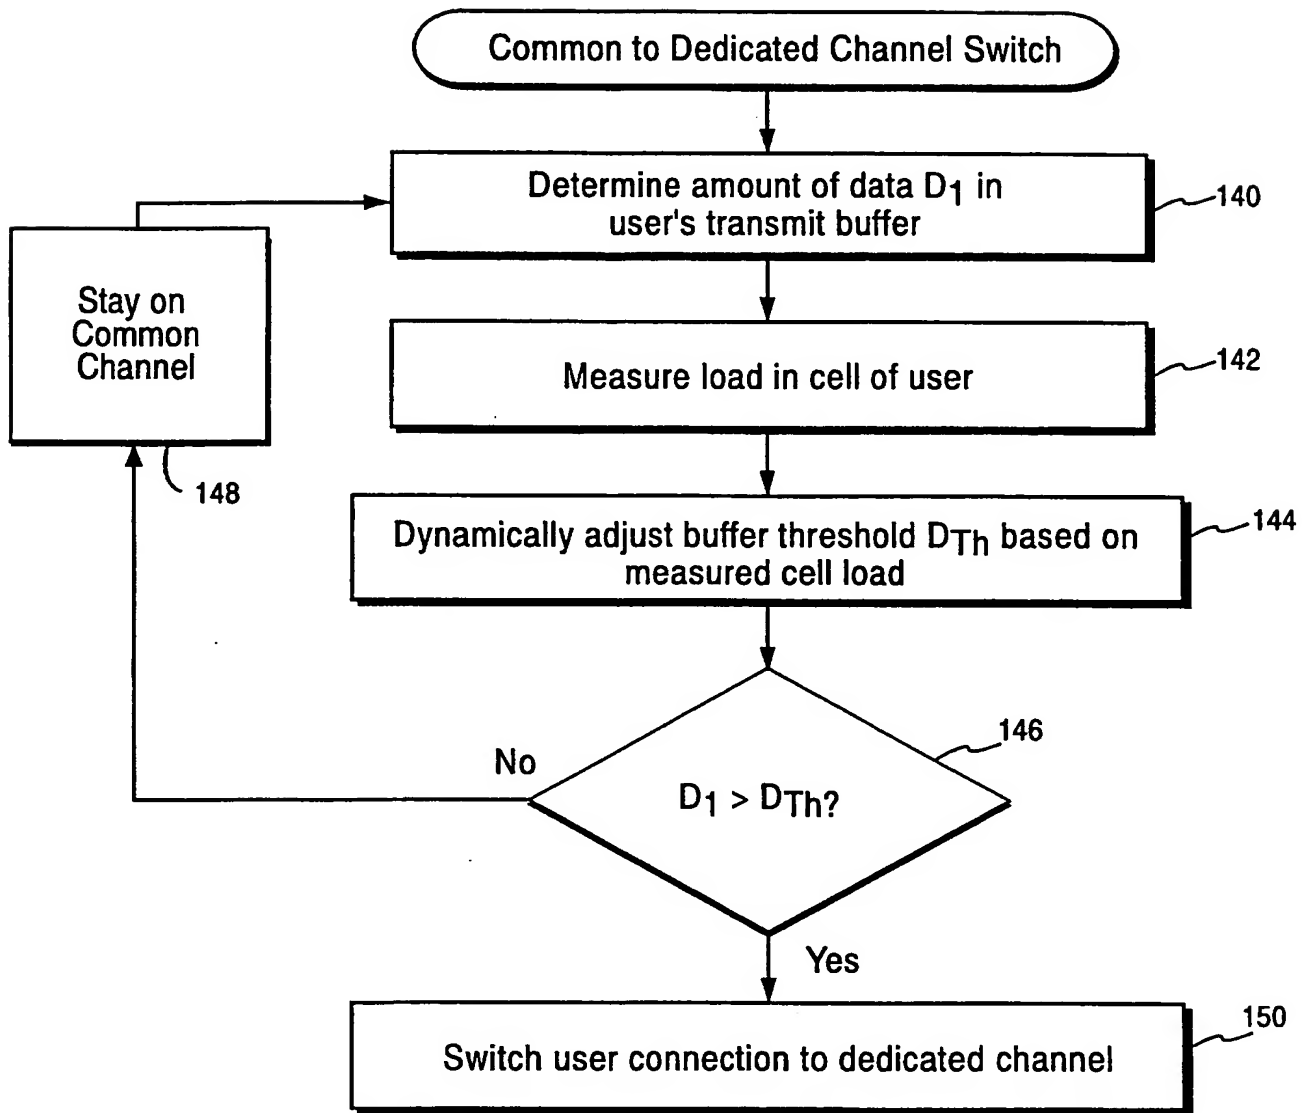 Common to Dedicated Channel Switch
Determine amount of data D1 in
user's transmit buffer
140
Stay on
Common
Channel
148
Measure load in cell of user
142
Dynamically adjust buffer threshold DTh based on
measured cell load
144
No
D1 > DTh?
146
Yes
Switch user connection to dedicated channel
150